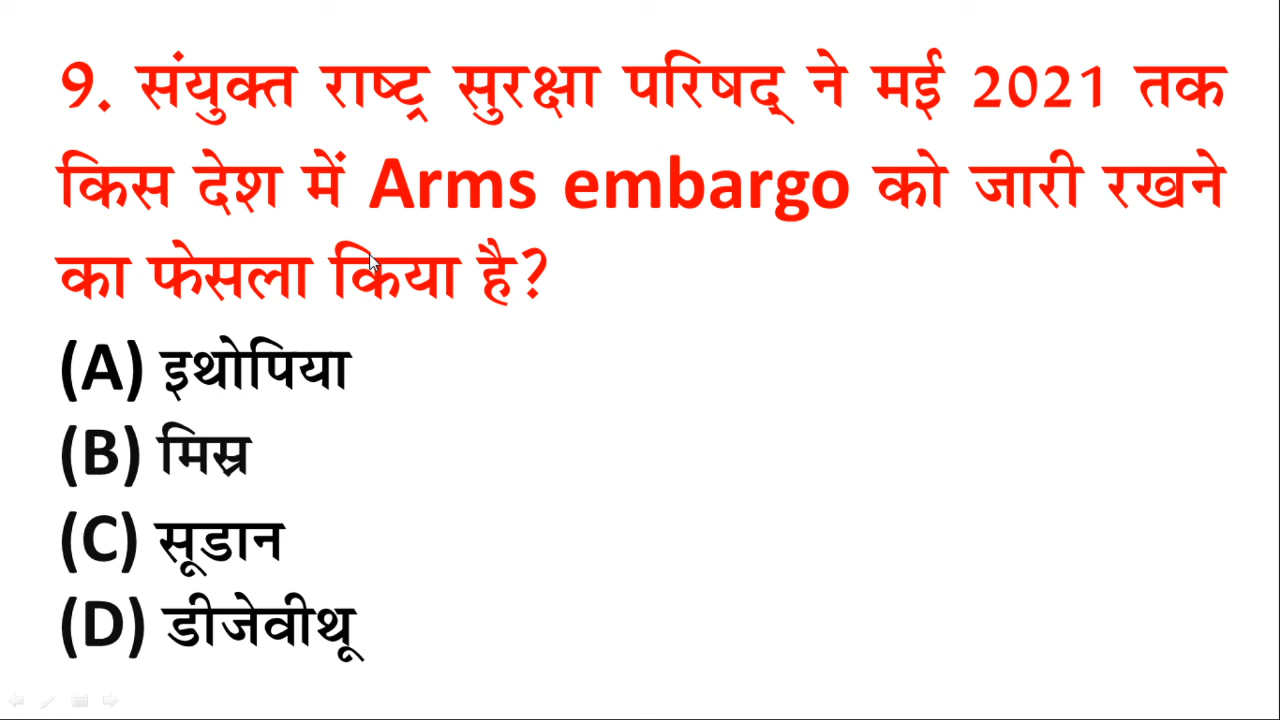 9. संयुक्त राष्ट्र सुरक्षा परिषद् ने मई 2021 तक
किस देश में Arms embargo को जारी रखने
का फेसला किया है?
(A) इथोपिया
(B) मिस्र
(C) सूडान
(D) डीजेवीथू